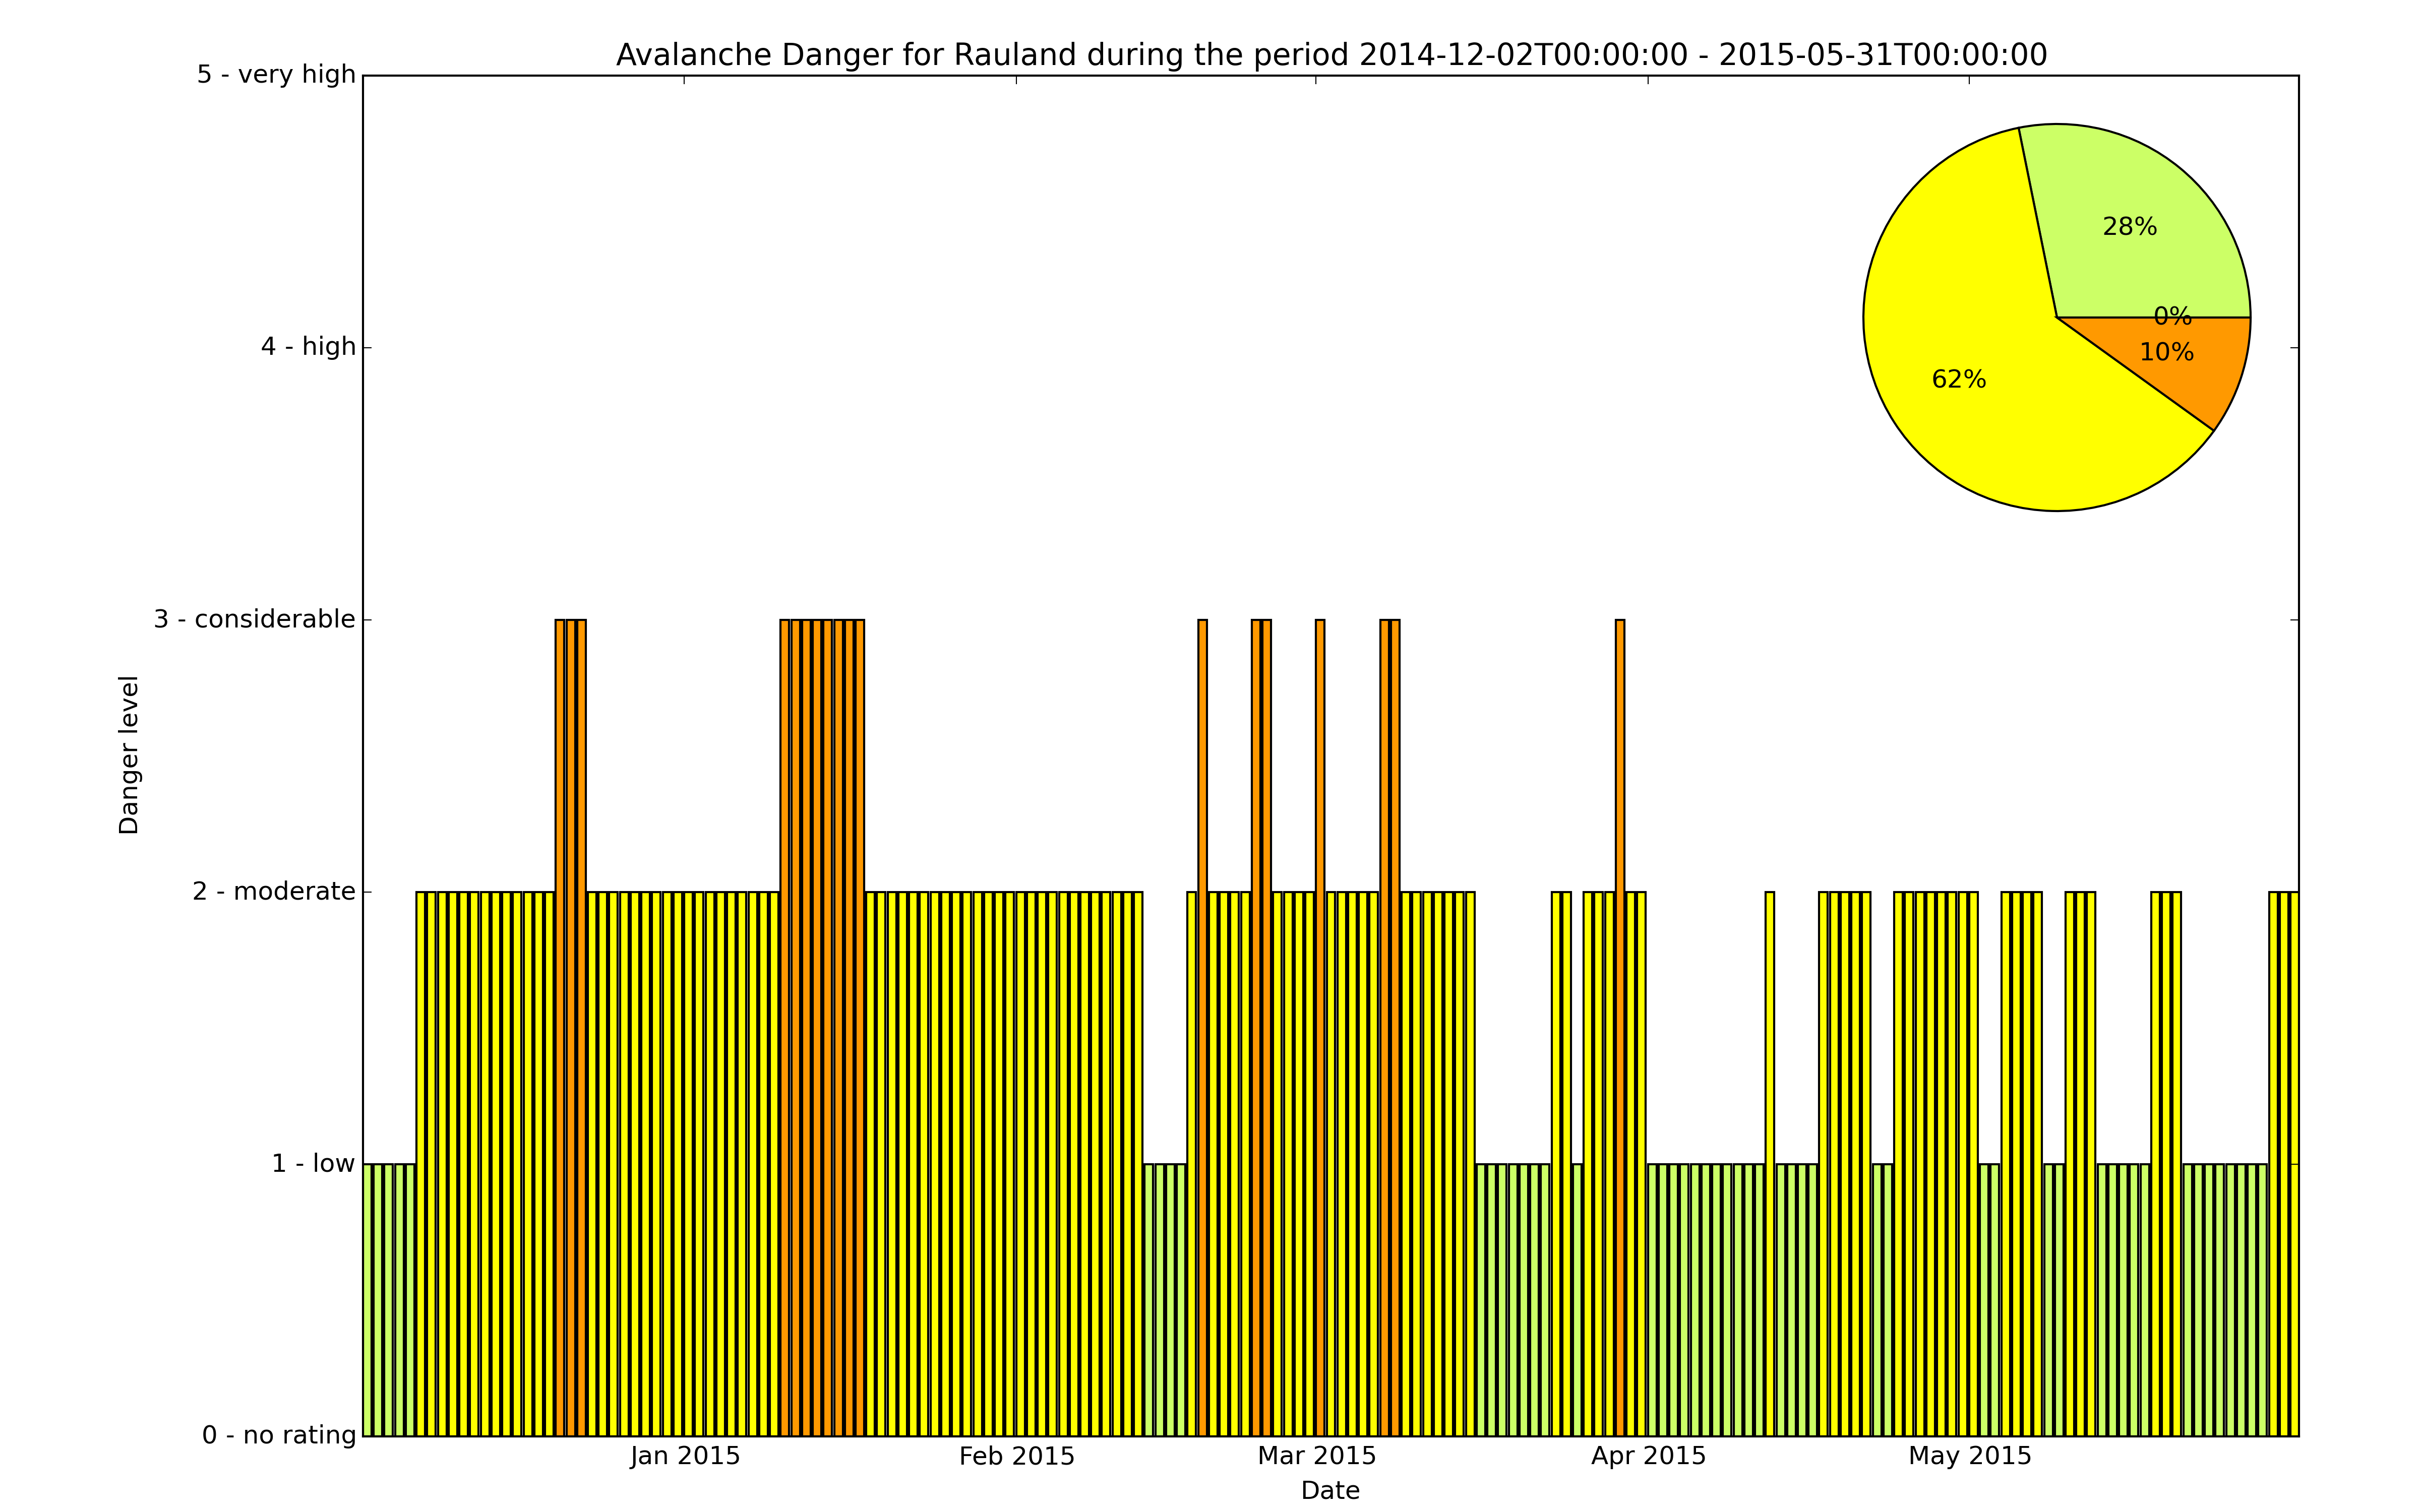 Avalanche Danger for Rauland during the period 2014-12-02T00:00:00 - 2015-05-31T00:00:00
5 - very high
4 - high
3 - considerable
2 - moderate
1 - low
0 - no rating
Danger level
28%
0%
10%
62%
Jan 2015
Feb 2015
Mar 2015
Apr 2015
May 2015
Date